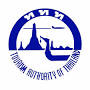 ททท
TOURISM AUTHORITY OF THAILAND